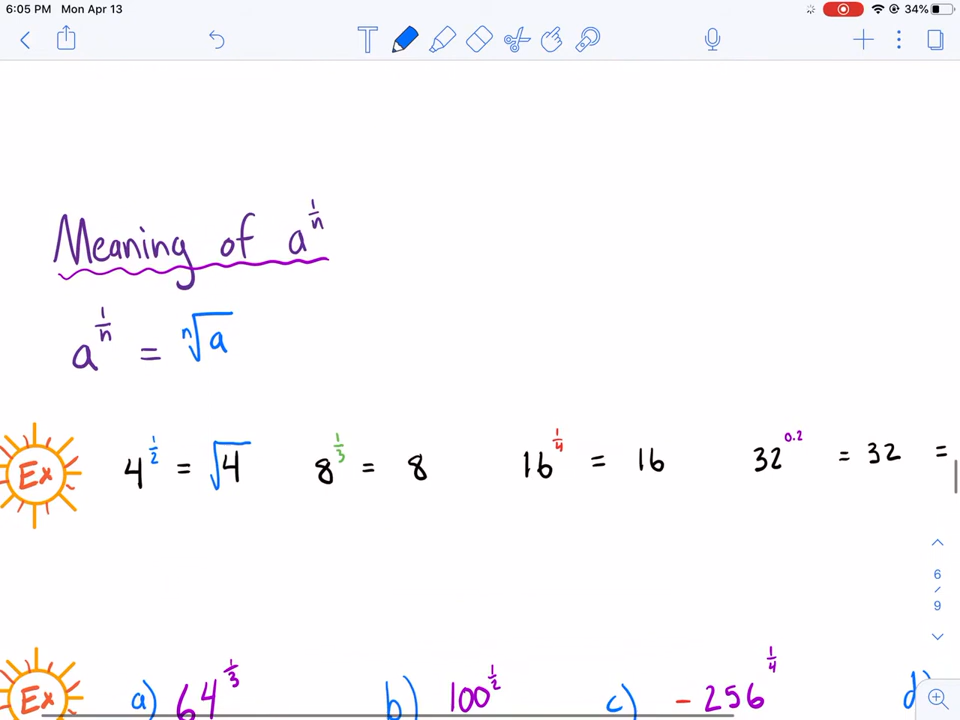 6:05 PM Mon Apr 13 34%
T
Meaning of a^(1/n)
a^(1/n) = ⁿ√a
Ex 4^(1/2) = √4 8^(1/3) = 8 16^(1/4) = 16 32^0.2 = 32 =
6
/
9
Ex a) 64^(1/3) b) 100^(1/2) c) -256^(1/4) d)